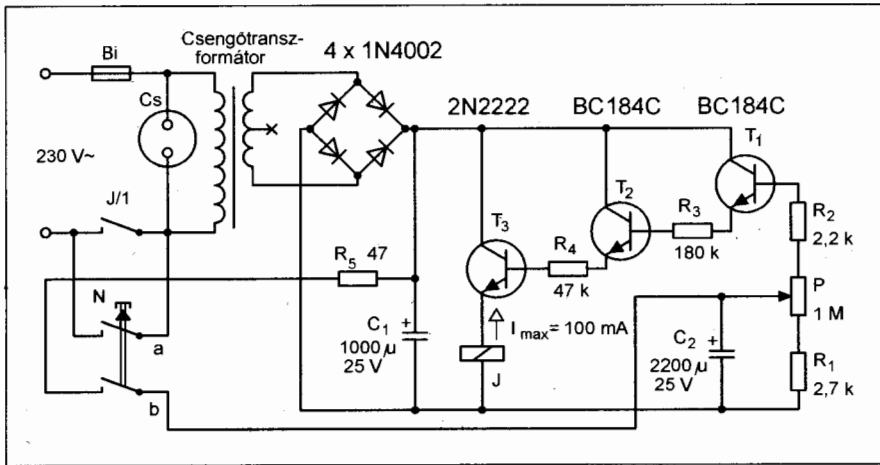 Bi
Csengőtransz-
formátor
4 x 1N4002
Cs
230 V~
J/1
2N2222
BC184C
BC184C
T1
T2
T3
R2
2,2 k
R3
180 k
R4
47 k
R5 47
P
1 M
N
a
b
C1 +
1000 µ
25 V
Imax = 100 mA
J
C2 +
2200 µ
25 V
R1
2,7 k